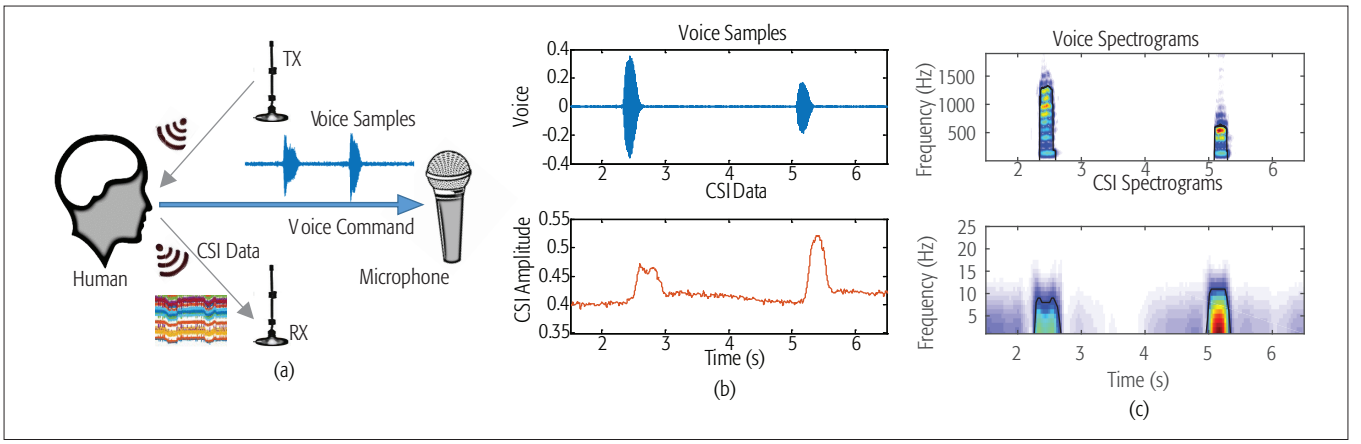 TX
Voice Samples
Voice Command
CSI Data
Human
Microphone
RX
(a)
Voice Samples
Voice
0.4
0.2
0
-0.2
-0.4
2 3 4 5 6
CSI Data
CSI Amplitude
0.55
0.5
0.45
0.4
0.35
2 3 4 5 6
Time (s)
(b)
Voice Spectrograms
Frequency (Hz)
1500
1000
500
2 3 4 5 6
CSI Spectrograms
Frequency (Hz)
25
20
15
10
5
2 3 4 5 6
Time (s)
(c)